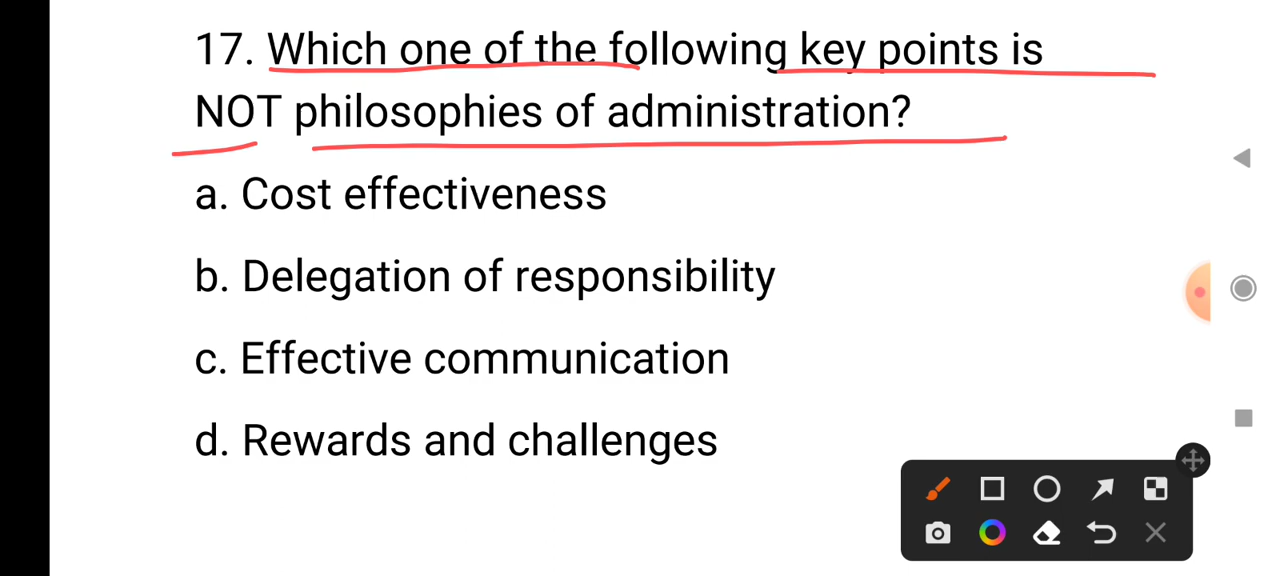 17. Which one of the following key points is
NOT philosophies of administration?
a. Cost effectiveness
b. Delegation of responsibility
c. Effective communication
d. Rewards and challenges